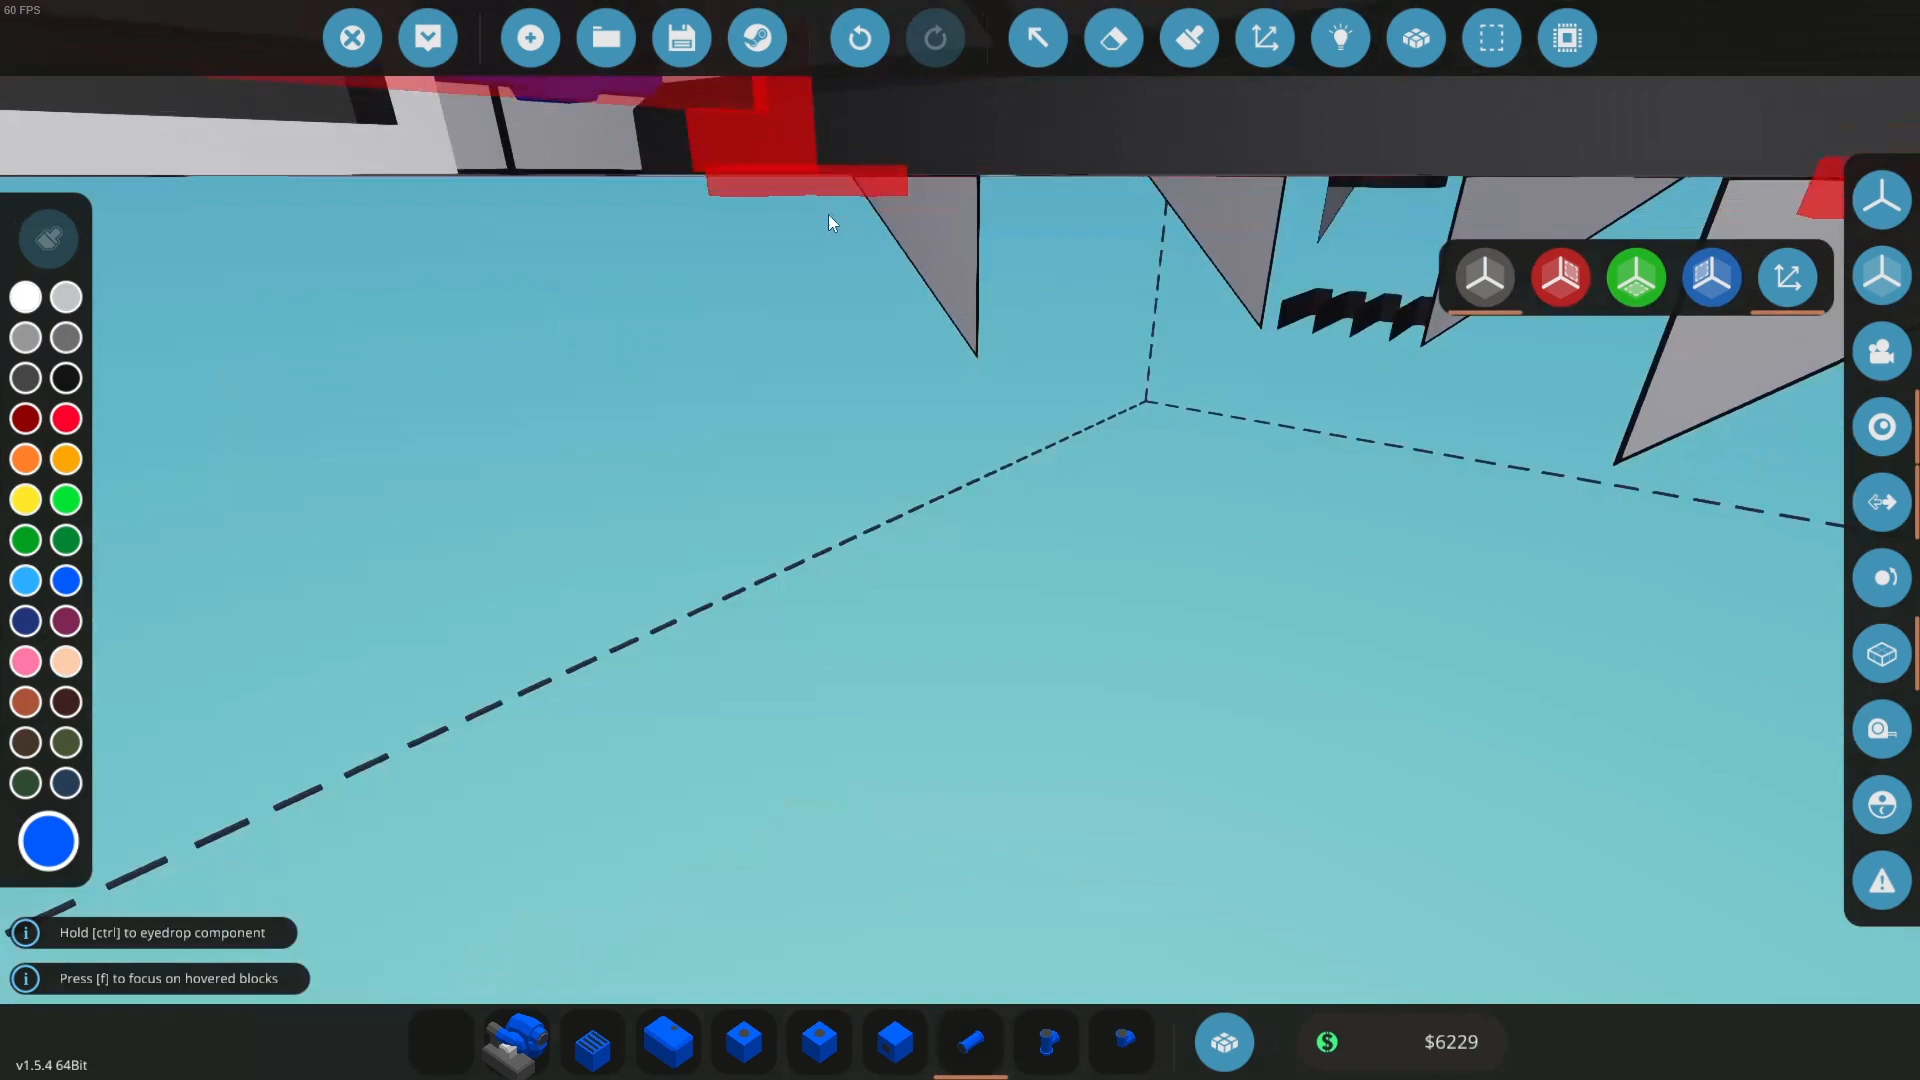 60 FPS
Hold [ctrl] to eyedrop component
Press [f] to focus on hovered blocks
$ $6229
v1.5.4 64Bit